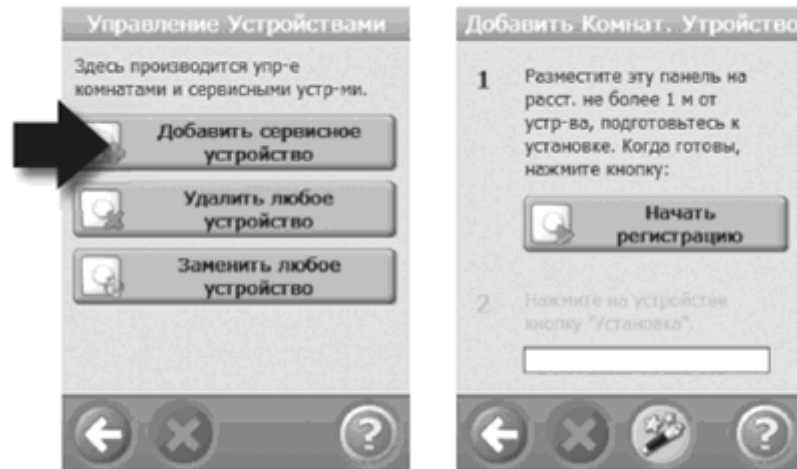 Управление Устройствами
Здесь производится упр-е
комнатами и сервисными устр-ми.
Добавить сервисное
устройство
Удалить любое
устройство
Заменить любое
устройство
Добавить Комнат. Утройство
1
Разместите эту панель на
расст. не более 1 м от
устр-ва, подготовьтесь к
установке. Когда готовы,
нажмите кнопку:
Начать
регистрацию
2
Нажмите на устройстве
кнопку "Установка".
?
?